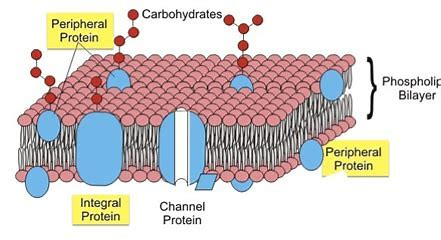 Peripheral
Protein
Carbohydrates
Phospholip
Bilayer
Peripheral
Protein
Integral
Protein
Channel
Protein